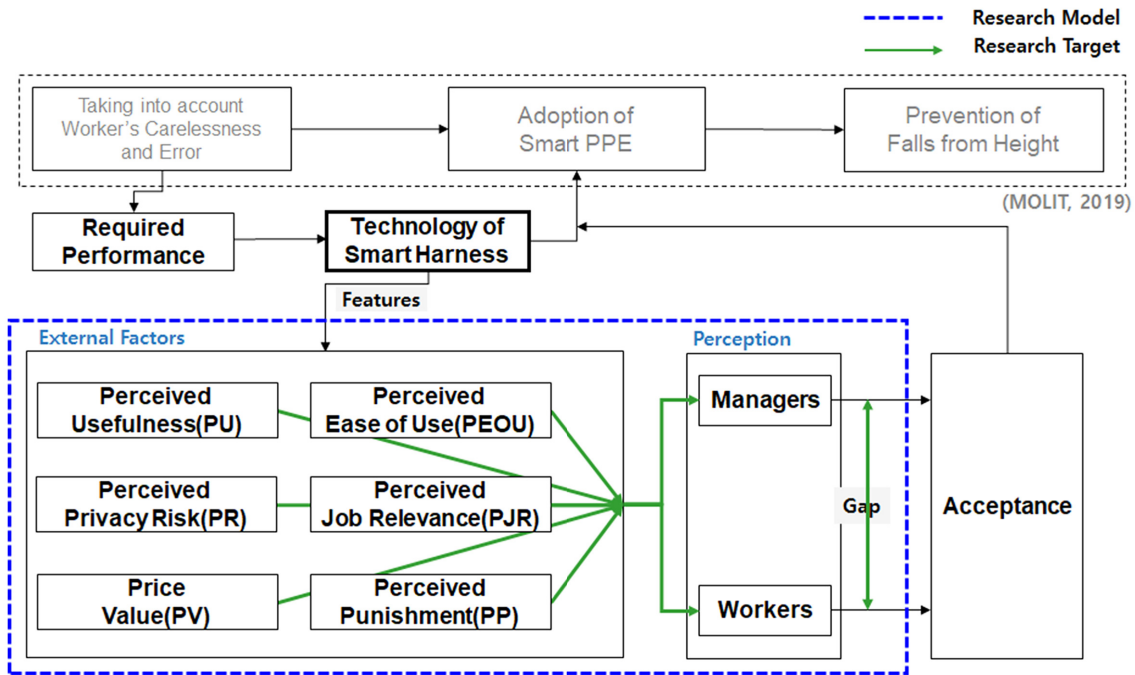 Research Model
Research Target
Taking into account
Worker's Carelessness
and Error
Adoption of
Smart PPE
Prevention of
Falls from Height
(MOLIT, 2019)
Required
Performance
Technology of
Smart Harness
Features
External Factors
Perception
Perceived
Usefulness(PU)
Perceived
Ease of Use(PEOU)
Managers
Perceived
Privacy Risk(PR)
Perceived
Job Relevance(PJR)
Gap
Acceptance
Price
Value(PV)
Perceived
Punishment(PP)
Workers